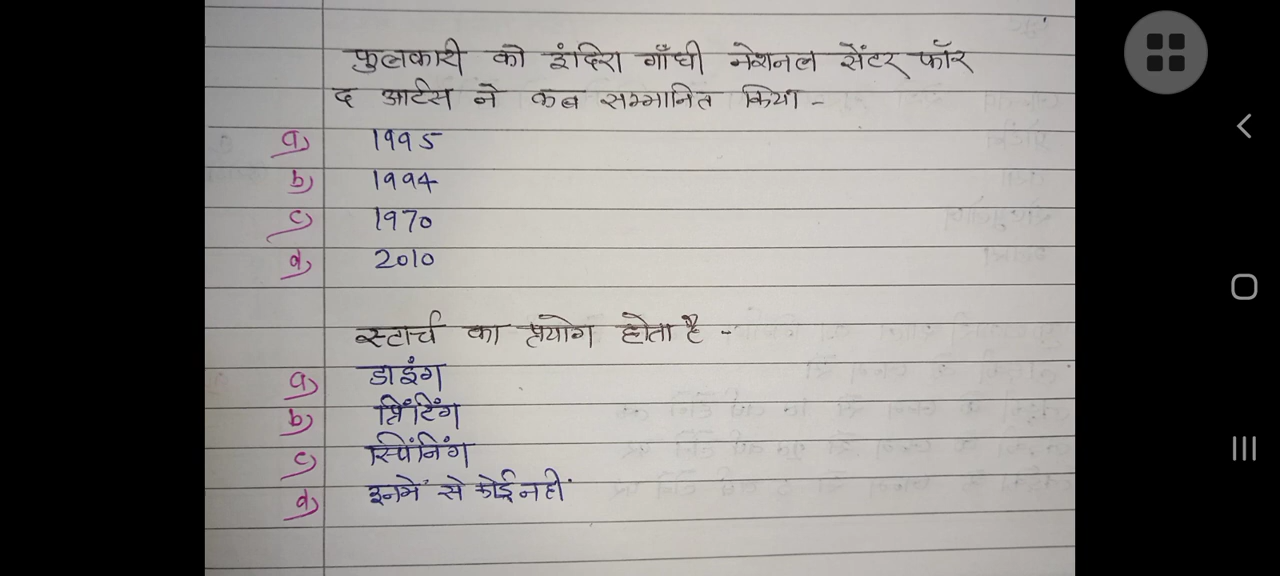 फुलकारी को इंदिरा गाँधी नेशनल सेंटर फॉर
द आर्टस ने कब सम्मानित किया -
a) 1995
b) 1994
c) 1970
d) 2010
स्टार्च का प्रयोग होता है -
a) डाइंग
b) प्रिंटिंग
c) स्पिंनिंग
d) इनमें से कोई नहीं